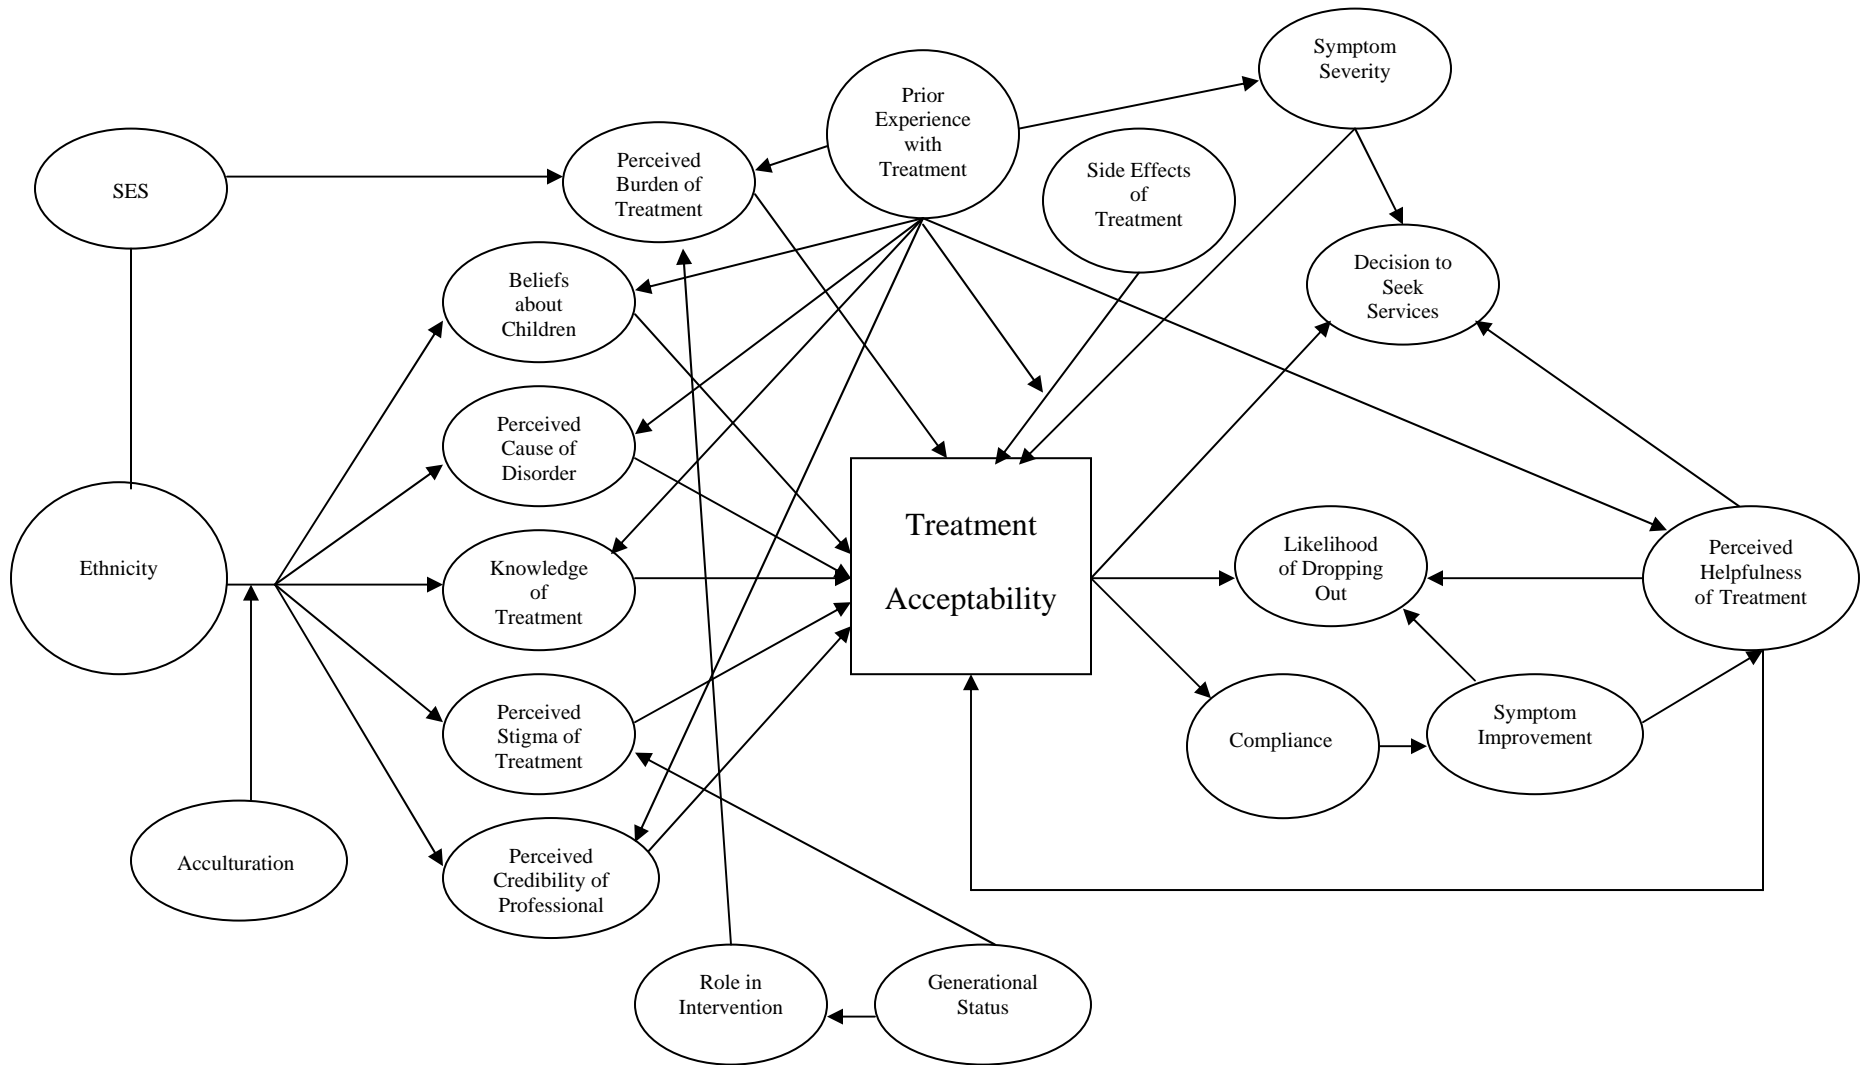 Symptom
Severity
Prior
Experience
with
Treatment
SES
Perceived
Burden of
Treatment
Side Effects
of
Treatment
Beliefs
about
Children
Decision to
Seek
Services
Perceived
Cause of
Disorder
Treatment
Acceptability
Ethnicity
Knowledge
of
Treatment
Likelihood
of Dropping
Out
Perceived
Helpfulness
of Treatment
Perceived
Stigma of
Treatment
Compliance
Symptom
Improvement
Acculturation
Perceived
Credibility of
Professional
Role in
Intervention
Generational
Status